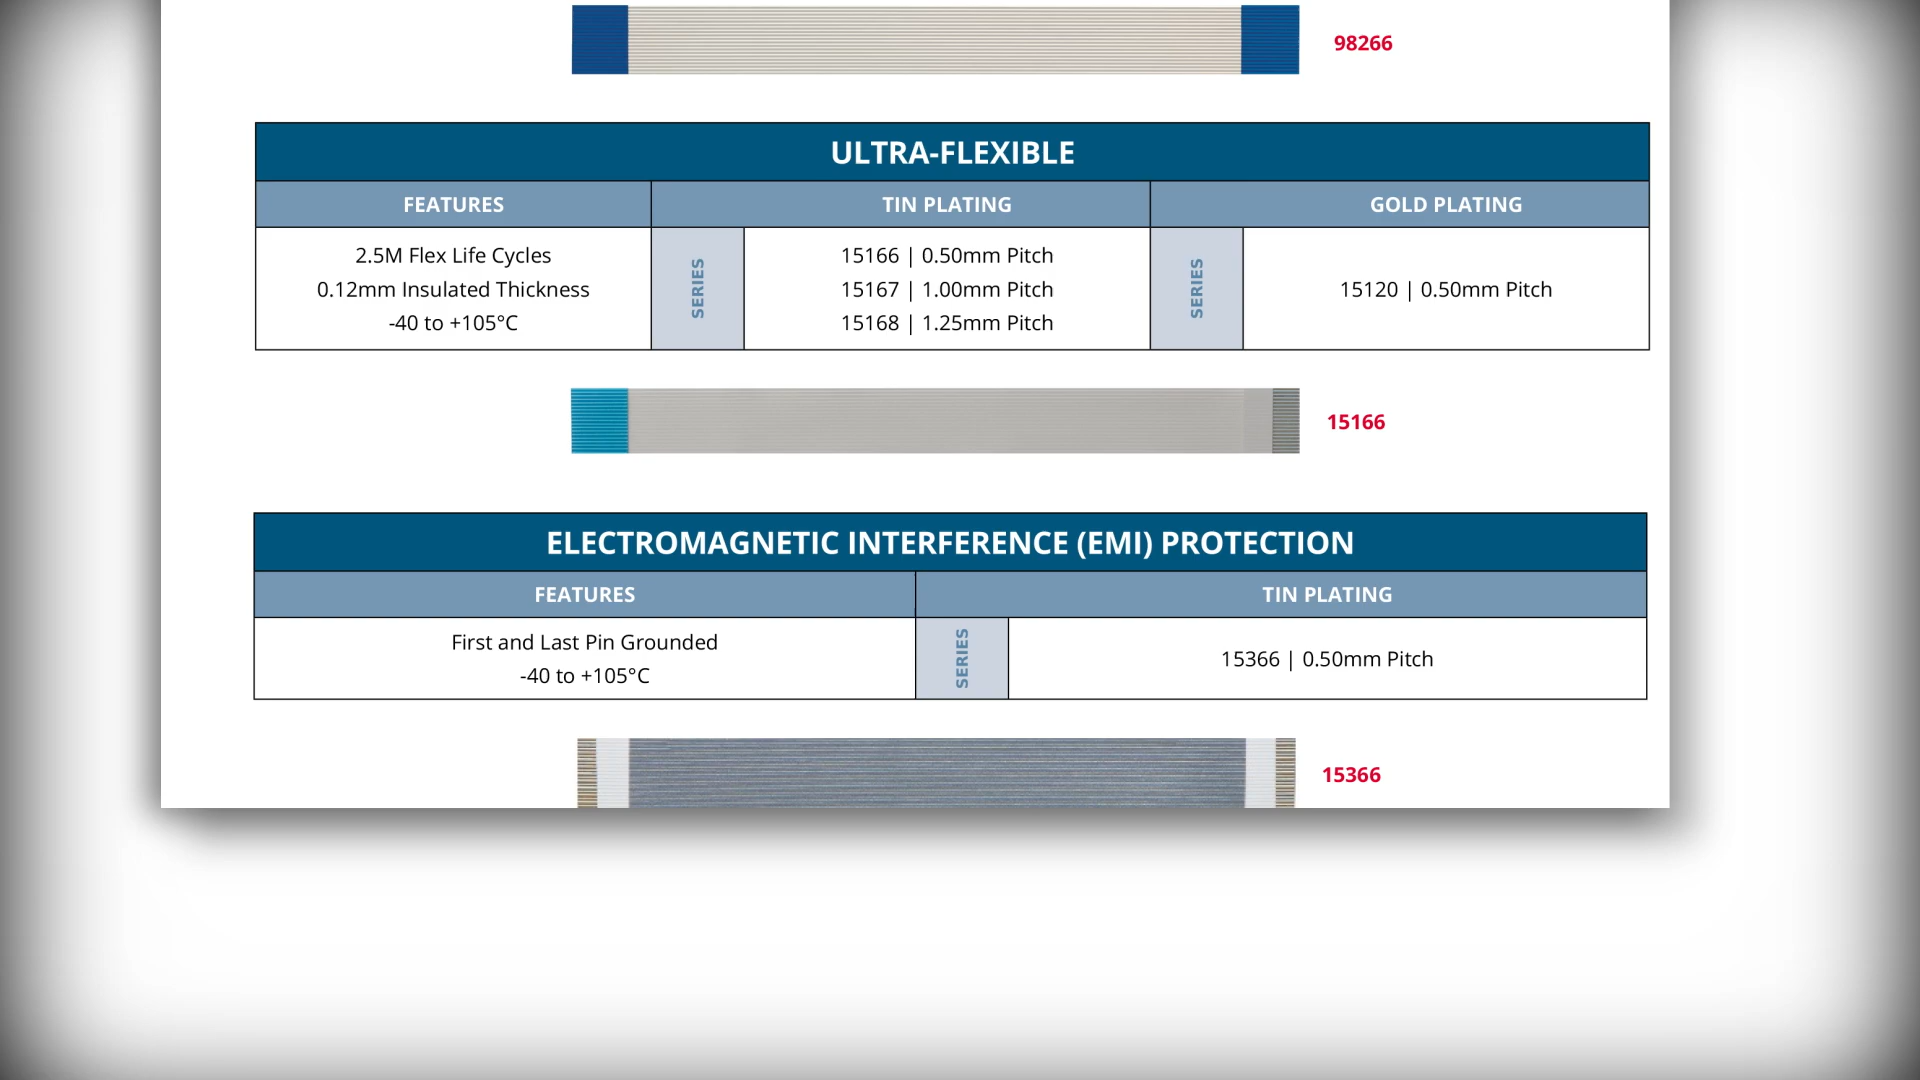 98266
ULTRA-FLEXIBLE
FEATURES
TIN PLATING
GOLD PLATING
2.5M Flex Life Cycles
0.12mm Insulated Thickness
-40 to +105°C
SERIES
15166 | 0.50mm Pitch
15167 | 1.00mm Pitch
15168 | 1.25mm Pitch
SERIES
15120 | 0.50mm Pitch
15166
ELECTROMAGNETIC INTERFERENCE (EMI) PROTECTION
FEATURES
TIN PLATING
First and Last Pin Grounded
-40 to +105°C
SERIES
15366 | 0.50mm Pitch
15366